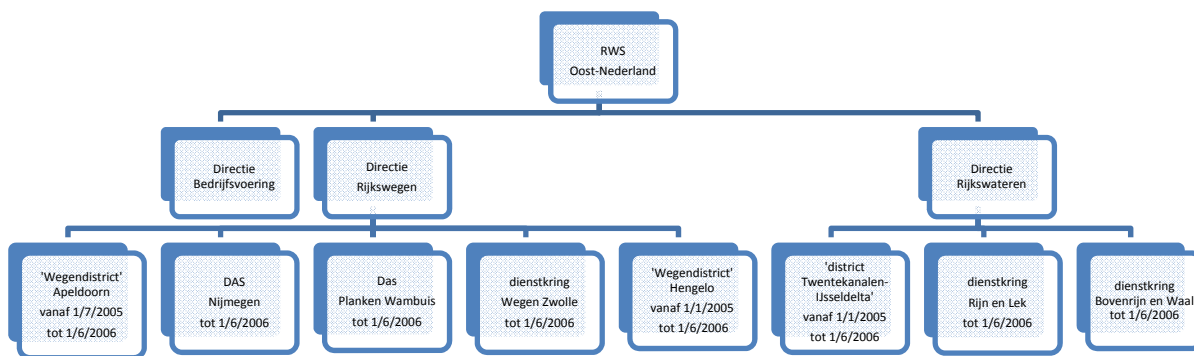 RWS
Oost-Nederland
Directie
Bedrijfsvoering
Directie
Rijkswegen
Directie
Rijkswateren
'Wegendistrict'
Apeldoorn
vanaf 1/7/2005
tot 1/6/2006
DAS
Nijmegen
tot 1/6/2006
Das
Planken Wambuis
tot 1/6/2006
dienstkring
Wegen Zwolle
tot 1/6/2006
'Wegendistrict'
Hengelo
vanaf 1/1/2005
tot 1/6/2006
'district
Twentekanalen-
IJsseldelta'
vanaf 1/1/2005
tot 1/6/2006
dienstkring
Rijn en Lek
tot 1/6/2006
dienstkring
Bovenrijn en Waal
tot 1/6/2006